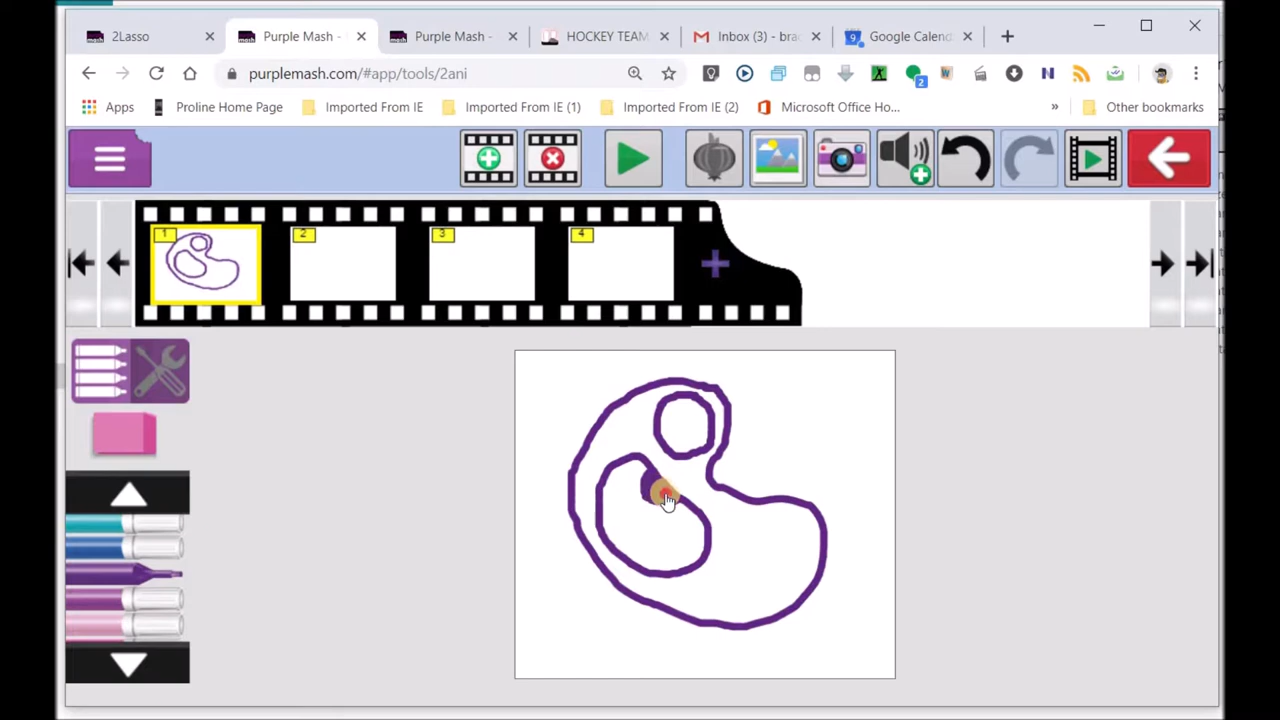 2Lasso
Purple Mash -
Purple Mash -
HOCKEY TEAM
Inbox (3) - brac
Google Calend
purplemash.com/#app/tools/2ani
2
Apps
Proline Home Page
Imported From IE
Imported From IE (1)
Imported From IE (2)
Microsoft Office Ho...
»
Other bookmarks
1
2
3
4